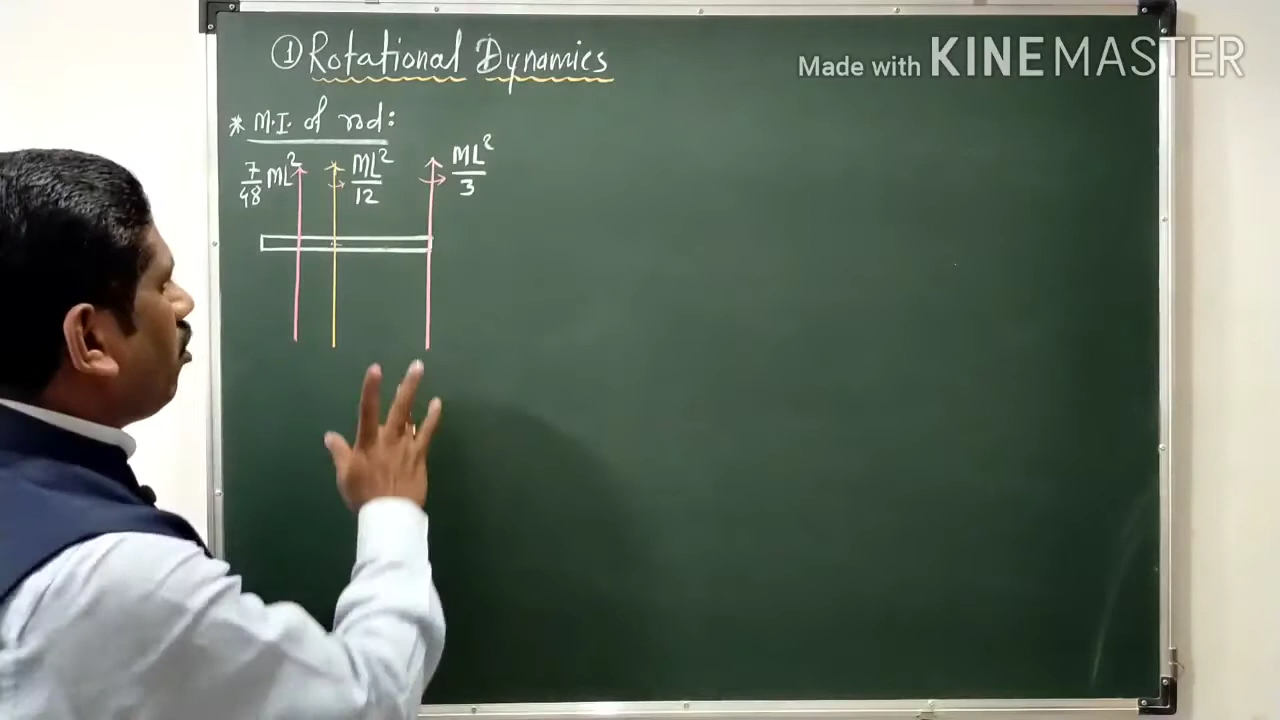 ① Rotational Dynamics
Made with KINEMASTER
* M.I. of rod:
7/48 ML²
ML²/12
ML²/3